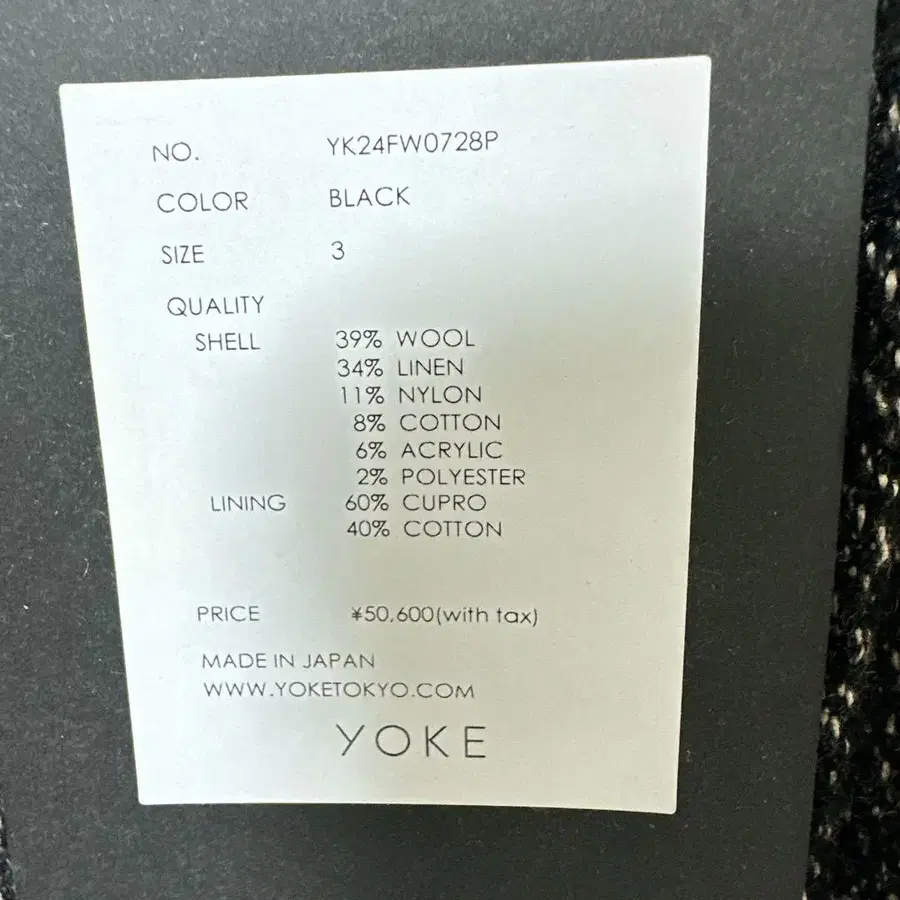 NO. YK24FW0728P
COLOR BLACK
SIZE 3
QUALITY
SHELL 39% WOOL
34% LINEN
11% NYLON
8% COTTON
6% ACRYLIC
2% POLYESTER
LINING 60% CUPRO
40% COTTON
PRICE ¥50,600(with tax)
MADE IN JAPAN
WWW.YOKETOKYO.COM
YOKE